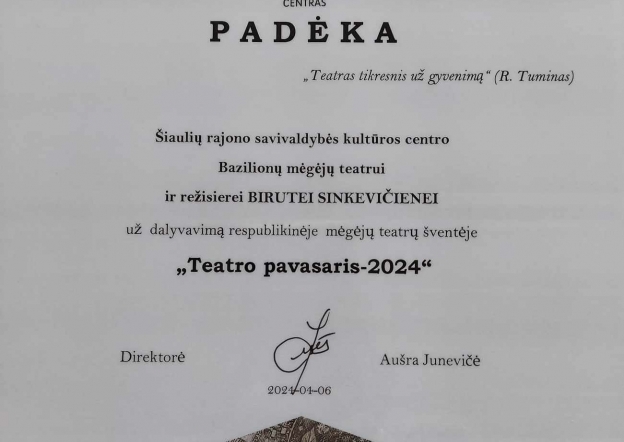 CENTRAS
PADĖKA
„Teatras tikresnis už gyvenimą“ (R. Tuminas)
Šiaulių rajono savivaldybės kultūros centro
Bazilionų mėgėjų teatrui
ir režisierei BIRUTEI SINKEVIČIENEI
už dalyvavimą respublikinėje mėgėjų teatrų šventėje
„Teatro pavasaris-2024“
Direktorė
Aušra Junevičė
2024-04-06